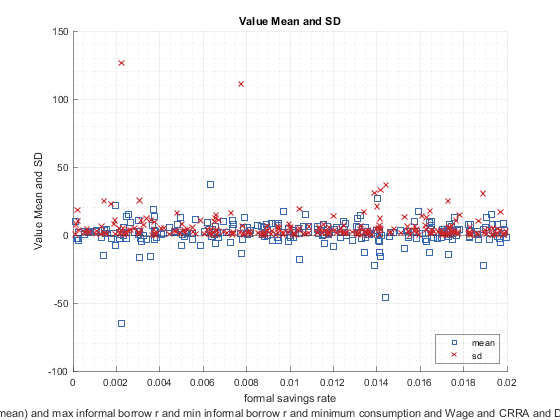 Value Mean and SD
150
100
50
0
-50
-100
Value Mean and SD
0
0.002
0.004
0.006
0.008
0.01
0.012
0.014
0.016
0.018
0.02
mean
sd
formal savings rate
mean) and max informal borrow r and min informal borrow r and minimum consumption and Wage and CRRA and